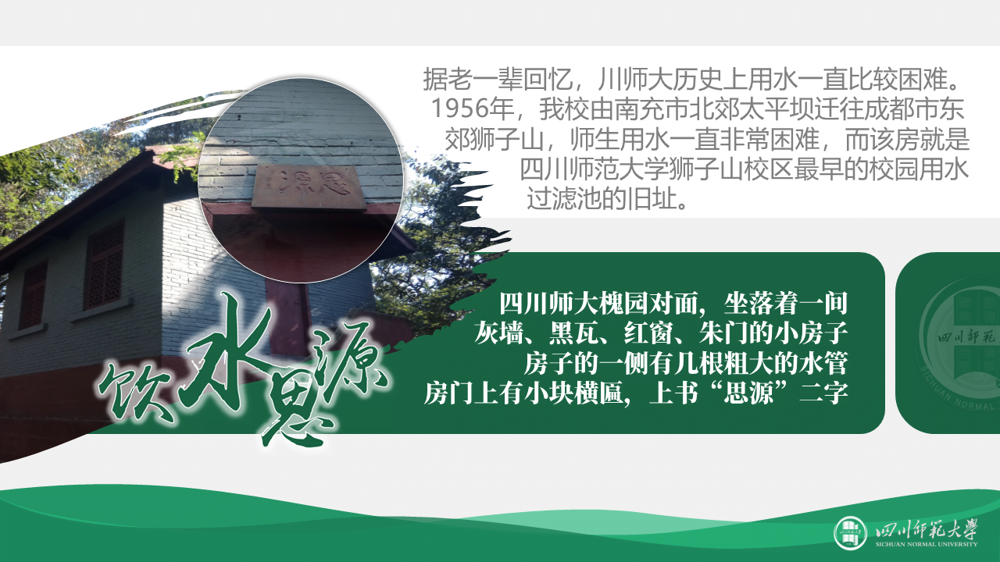 据老一辈回忆，川师大历史上用水一直比较困难。
1956年，我校由南充市北郊太平坝迁往成都市东
郊狮子山，师生用水一直非常困难，而该房就是
四川师范大学狮子山校区最早的校园用水
过滤池的旧址。
源思
饮水思源
四川师大槐园对面，坐落着一间
灰墙、黑瓦、红窗、朱门的小房子
房子的一侧有几根粗大的水管
房门上有小块横匾，上书“思源”二字
四川师范
SICHUAN NORMAL
四川师范大学
SICHUAN NORMAL UNIVERSITY